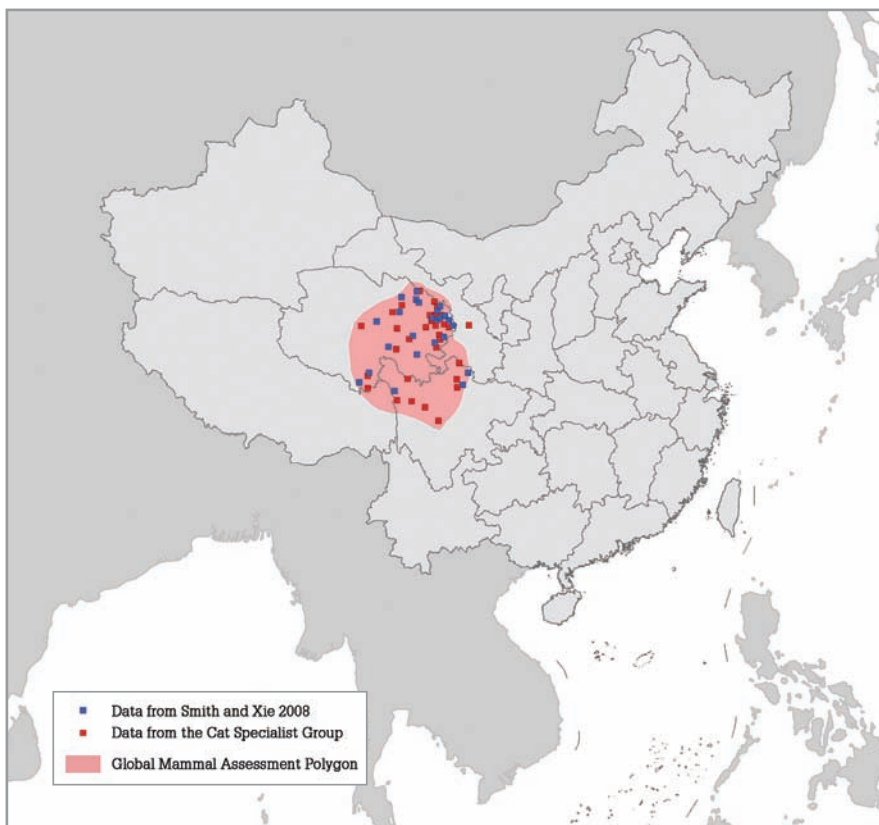 Data from Smith and Xie 2008
Data from the Cat Specialist Group
Global Mammal Assessment Polygon